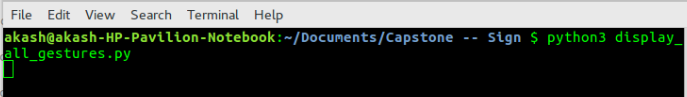 File Edit View Search Terminal Help
akash@akash-HP-Pavilion-Notebook:~/Documents/Capstone -- Sign $ python3 display_
all_gestures.py